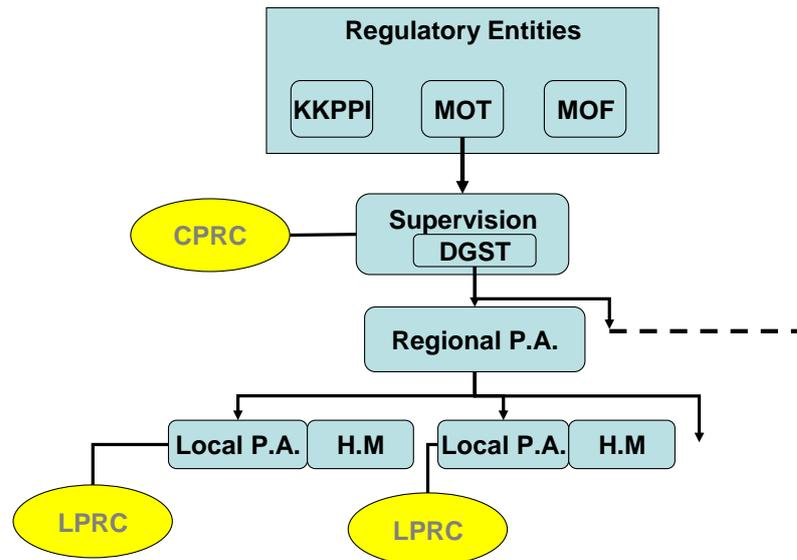 Regulatory Entities
KKPPI
MOT
MOF
Supervision
CPRC
DGST
Regional P.A.
Local P.A.
H.M
Local P.A.
H.M
LPRC
LPRC